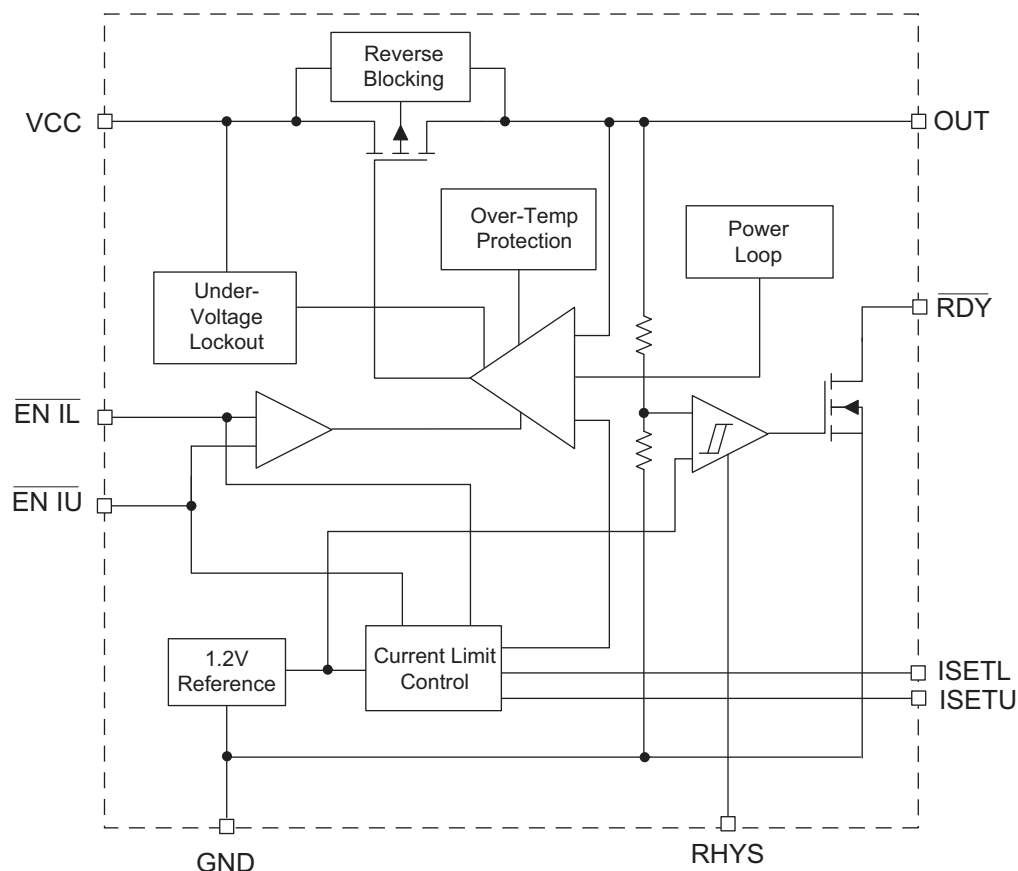 Reverse
Blocking
VCC
OUT
Over-Temp
Protection
Power
Loop
Under-
Voltage
Lockout
RDY
EN IL
EN IU
1.2V
Reference
Current Limit
Control
ISETL
ISETU
GND
RHYS